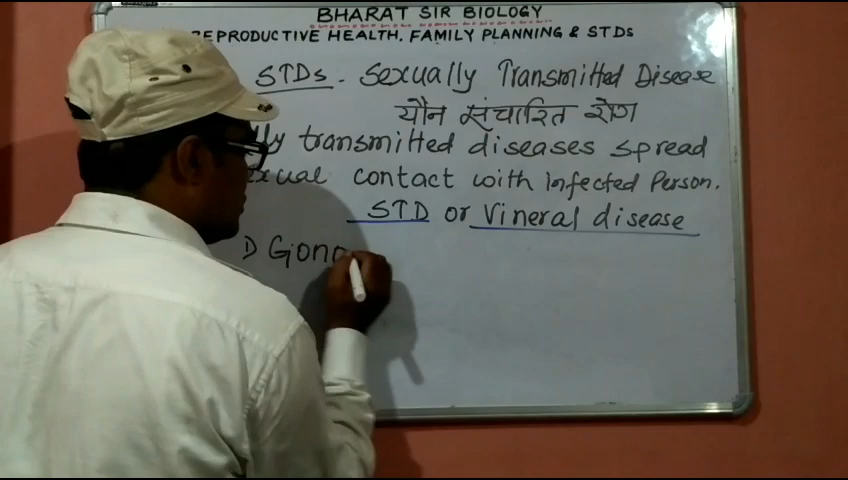 BHARAT SIR BIOLOGY
REPRODUCTIVE HEALTH, FAMILY PLANNING & STDs
STDs - Sexually Transmitted Disease
यौन संचारित रोग
transmitted diseases spread
contact with infected Person.
STD or Vineral disease